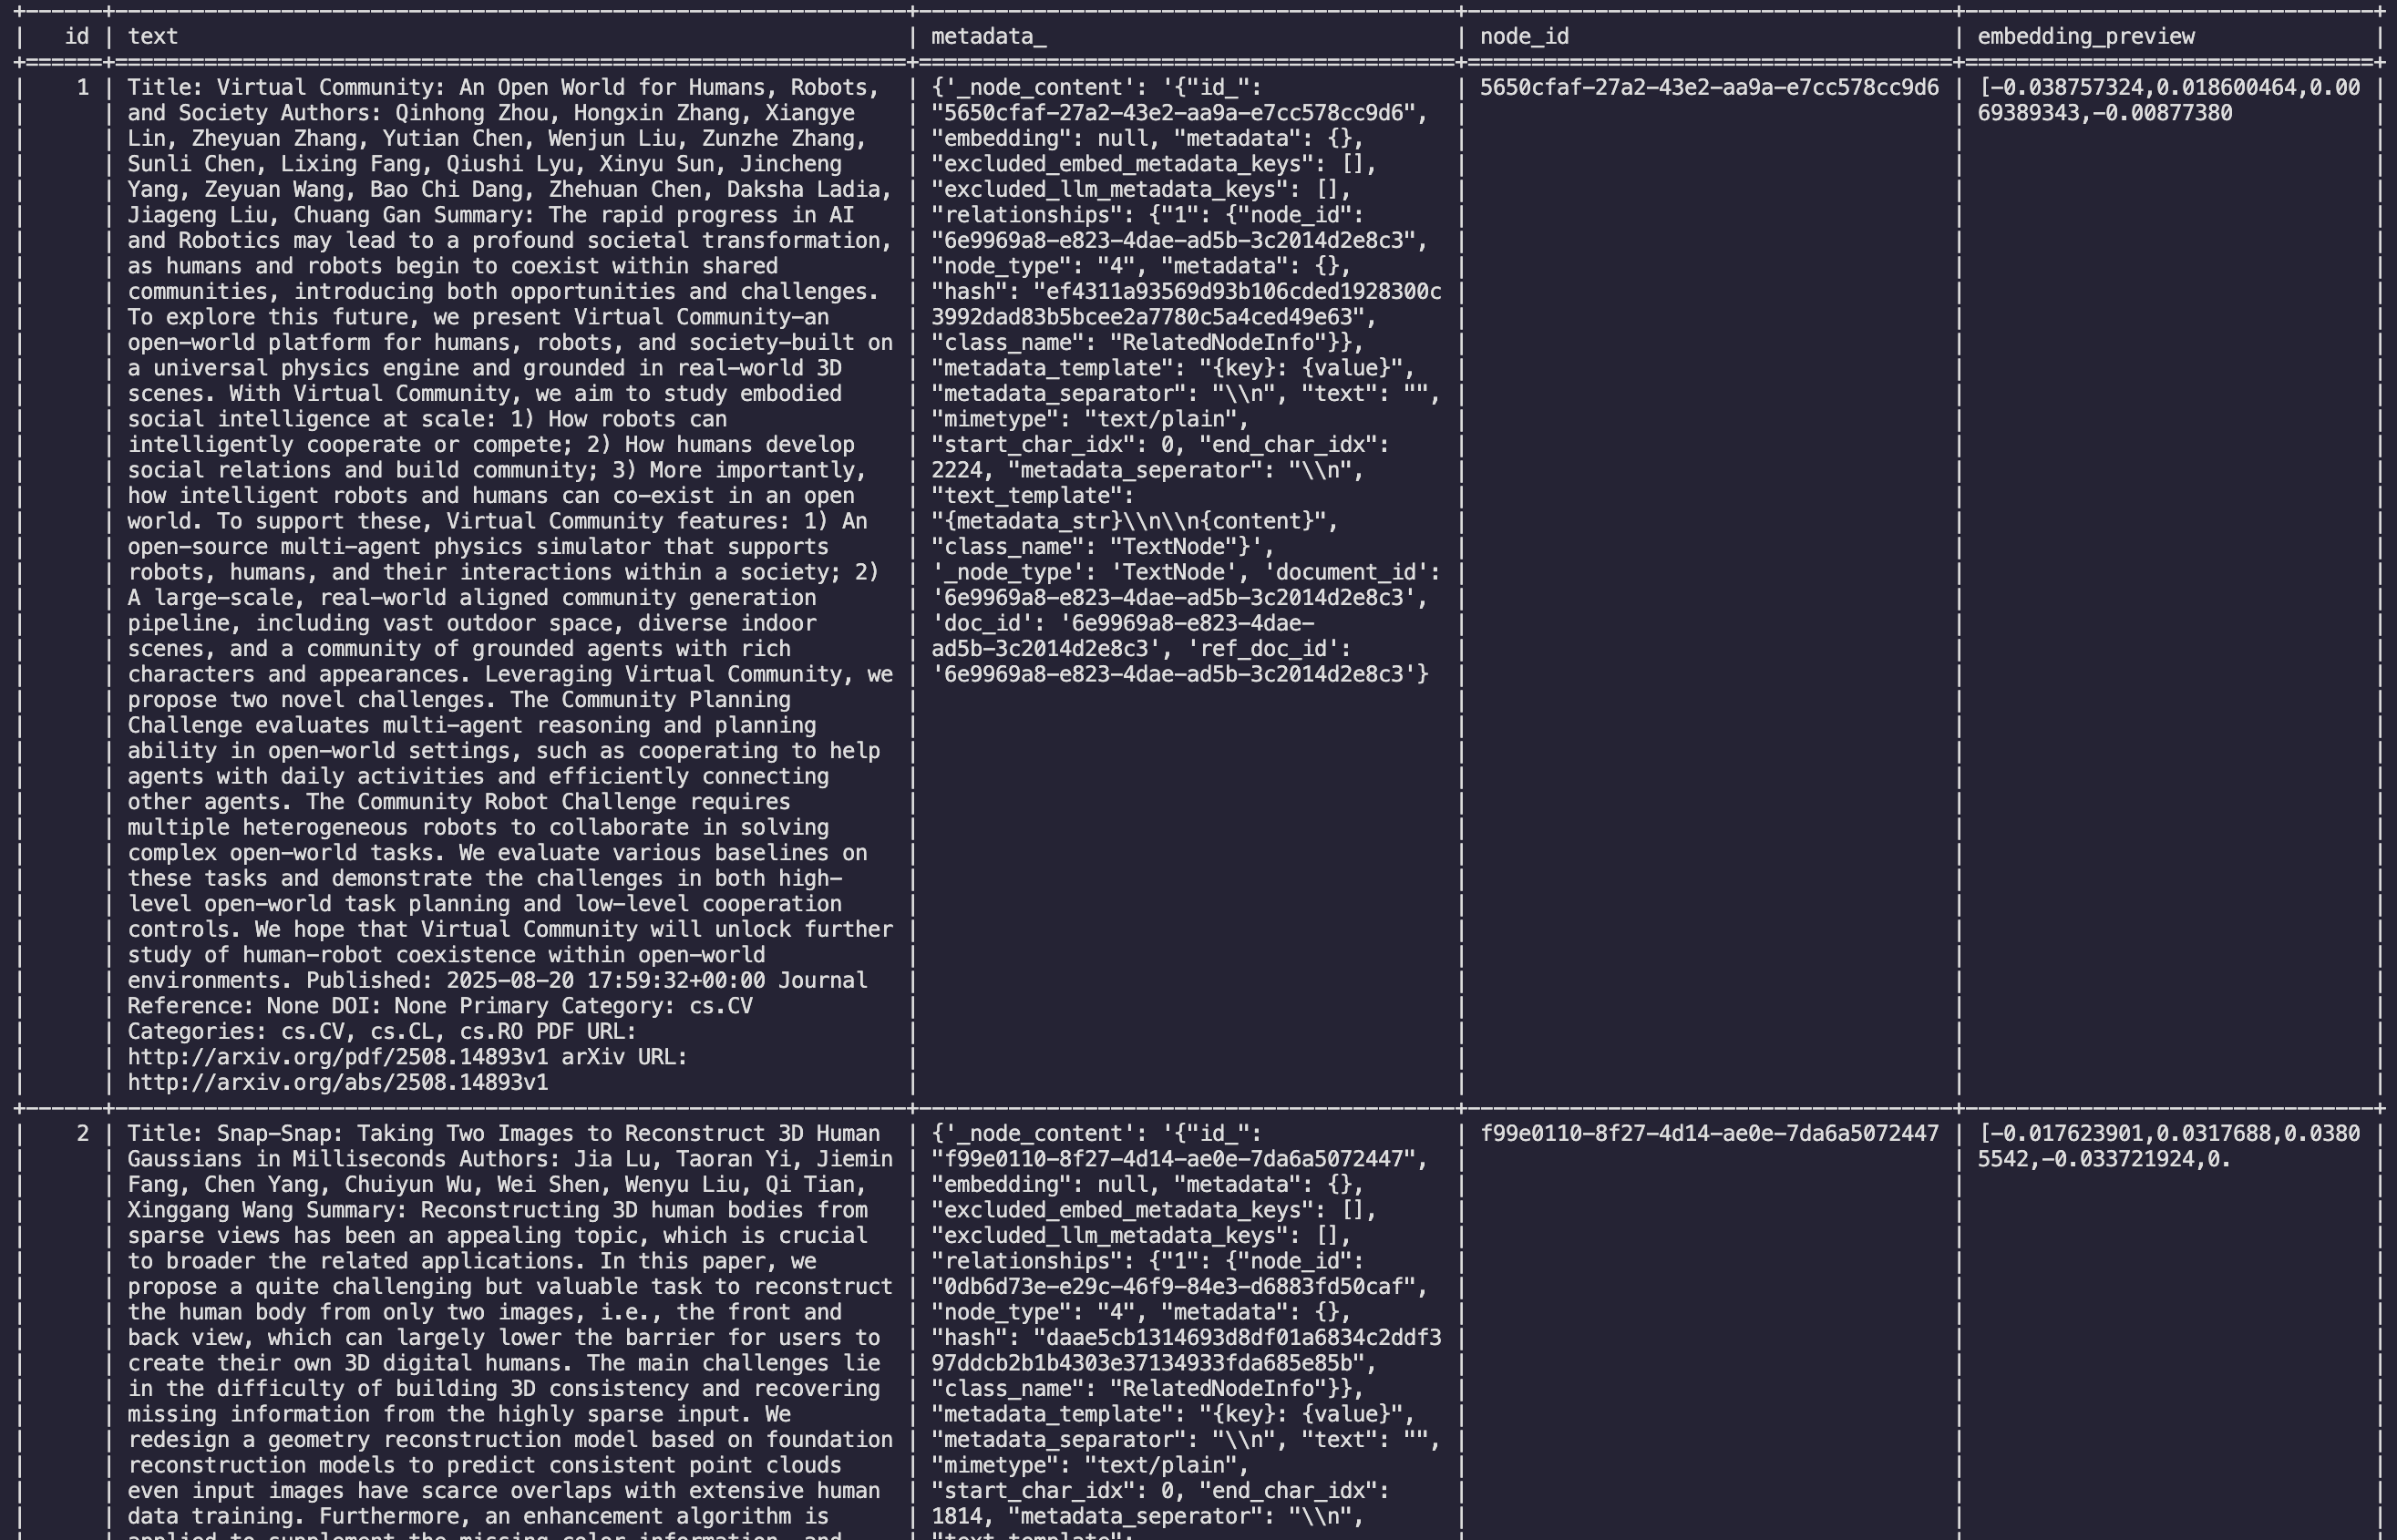 id | text | metadata_ | node_id | embedding_preview
1 | Title: Virtual Community: An Open World for Humans, Robots, | {'_node_content': '{"id_": | 5650cfaf-27a2-43e2-aa9a-e7cc578cc9d6 | [-0.038757324,0.018600464,0.00
and Society Authors: Qinhong Zhou, Hongxin Zhang, Xiangye | "5650cfaf-27a2-43e2-aa9a-e7cc578cc9d6", | 69389343,-0.00877380
Lin, Zheyuan Zhang, Yutian Chen, Wenjun Liu, Zunzhe Zhang, | "embedding": null, "metadata": {},
Sunli Chen, Lixing Fang, Qiushi Lyu, Xinyu Sun, Jincheng | "excluded_embed_metadata_keys": [],
Yang, Zeyuan Wang, Bao Chi Dang, Zhehuan Chen, Daksha Ladia, | "excluded_llm_metadata_keys": [],
Jiageng Liu, Chuang Gan Summary: The rapid progress in AI | "relationships": {"1": {"node_id":
and Robotics may lead to a profound societal transformation, | "6e9969a8-e823-4dae-ad5b-3c2014d2e8c3",
as humans and robots begin to coexist within shared | "node_type": "4", "metadata": {},
communities, introducing both opportunities and challenges. | "hash": "ef4311a93569d93b106cded1928300c
To explore this future, we present Virtual Community-an | 3992dad83b5bcee2a7780c5a4ced49e63",
open-world platform for humans, robots, and society-built on | "class_name": "RelatedNodeInfo"}},
a universal physics engine and grounded in real-world 3D | "metadata_template": "{key}: {value}",
scenes. With Virtual Community, we aim to study embodied | "metadata_separator": "\\n", "text": "",
social intelligence at scale: 1) How robots can | "mimetype": "text/plain",
intelligently cooperate or compete; 2) How humans develop | "start_char_idx": 0, "end_char_idx":
social relations and build community; 3) More importantly, | 2224, "metadata_seperator": "\\n",
how intelligent robots and humans can co-exist in an open | "text_template":
world. To support these, Virtual Community features: 1) An | "{metadata_str}\\n\\n{content}",
open-source multi-agent physics simulator that supports | "class_name": "TextNode"}',
robots, humans, and their interactions within a society; 2) | '_node_type': 'TextNode', 'document_id':
A large-scale, real-world aligned community generation | '6e9969a8-e823-4dae-ad5b-3c2014d2e8c3',
pipeline, including vast outdoor space, diverse indoor | 'doc_id': '6e9969a8-e823-4dae-
scenes, and a community of grounded agents with rich | ad5b-3c2014d2e8c3', 'ref_doc_id':
characters and appearances. Leveraging Virtual Community, we | '6e9969a8-e823-4dae-ad5b-3c2014d2e8c3'}
propose two novel challenges. The Community Planning
Challenge evaluates multi-agent reasoning and planning
ability in open-world settings, such as cooperating to help
agents with daily activities and efficiently connecting
other agents. The Community Robot Challenge requires
multiple heterogeneous robots to collaborate in solving
complex open-world tasks. We evaluate various baselines on
these tasks and demonstrate the challenges in both high-
level open-world task planning and low-level cooperation
controls. We hope that Virtual Community will unlock further
study of human-robot coexistence within open-world
environments. Published: 2025-08-20 17:59:32+00:00 Journal
Reference: None DOI: None Primary Category: cs.CV
Categories: cs.CV, cs.CL, cs.RO PDF URL:
http://arxiv.org/pdf/2508.14893v1 arXiv URL:
http://arxiv.org/abs/2508.14893v1
2 | Title: Snap-Snap: Taking Two Images to Reconstruct 3D Human | {'_node_content': '{"id_": | f99e0110-8f27-4d14-ae0e-7da6a5072447 | [-0.017623901,0.0317688,0.0380
Gaussians in Milliseconds Authors: Jia Lu, Taoran Yi, Jiemin | "f99e0110-8f27-4d14-ae0e-7da6a5072447", | 5542,-0.033721924,0.
Fang, Chen Yang, Chuiyun Wu, Wei Shen, Wenyu Liu, Qi Tian, | "embedding": null, "metadata": {},
Xinggang Wang Summary: Reconstructing 3D human bodies from | "excluded_embed_metadata_keys": [],
sparse views has been an appealing topic, which is crucial | "excluded_llm_metadata_keys": [],
to broader the related applications. In this paper, we | "relationships": {"1": {"node_id":
propose a quite challenging but valuable task to reconstruct | "0db6d73e-e29c-46f9-84e3-d6883fd50caf",
the human body from only two images, i.e., the front and | "node_type": "4", "metadata": {},
back view, which can largely lower the barrier for users to | "hash": "daae5cb1314693d8df01a6834c2ddf3
create their own 3D digital humans. The main challenges lie | 97ddcb2b1b4303e37134933fda685e85b",
in the difficulty of building 3D consistency and recovering | "class_name": "RelatedNodeInfo"}},
missing information from the highly sparse input. We | "metadata_template": "{key}: {value}",
redesign a geometry reconstruction model based on foundation | "metadata_separator": "\\n", "text": "",
reconstruction models to predict consistent point clouds | "mimetype": "text/plain",
even input images have scarce overlaps with extensive human | "start_char_idx": 0, "end_char_idx":
data training. Furthermore, an enhancement algorithm is | 1814, "metadata_seperator": "\\n",
applied to supplement the missing color information, and | "text_template":